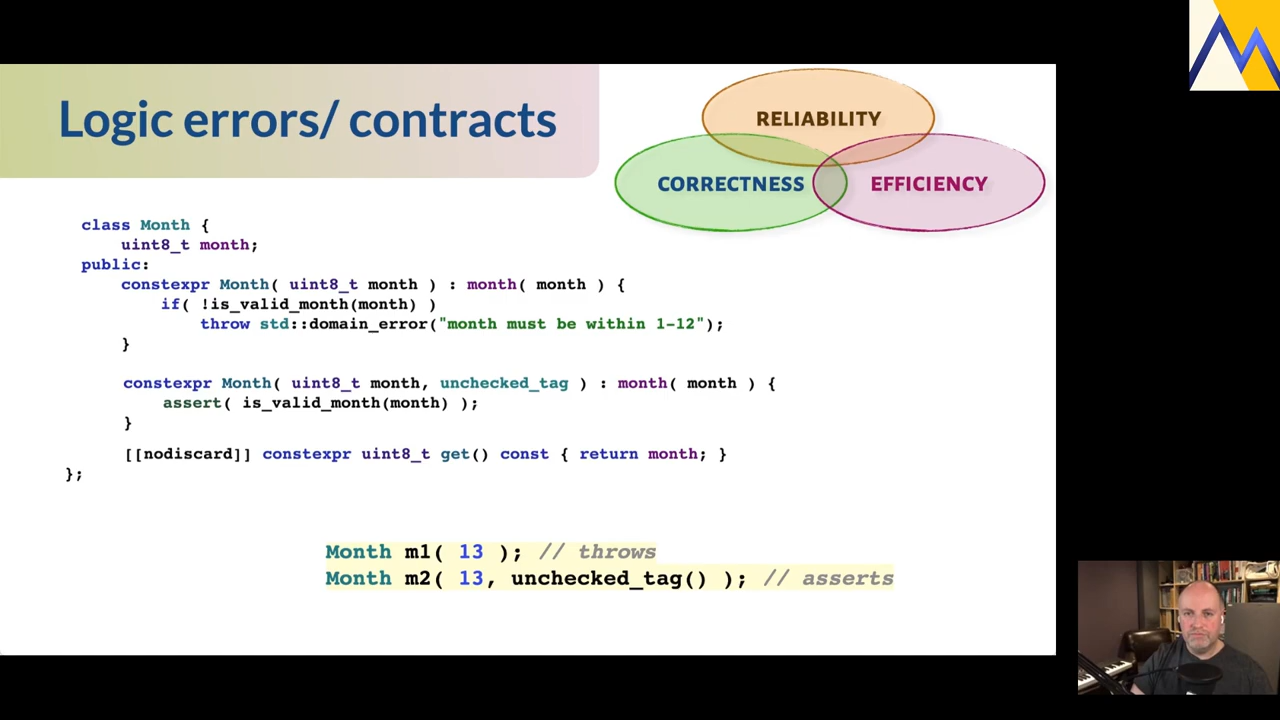 Logic errors/ contracts
RELIABILITY
CORRECTNESS
EFFICIENCY
class Month {
uint8_t month;
public:
constexpr Month( uint8_t month ) : month( month ) {
if( !is_valid_month(month) )
throw std::domain_error("month must be within 1-12");
}
constexpr Month( uint8_t month, unchecked_tag ) : month( month ) {
assert( is_valid_month(month) );
}
[[nodiscard]] constexpr uint8_t get() const { return month; }
};
Month m1( 13 ); // throws
Month m2( 13, unchecked_tag() ); // asserts